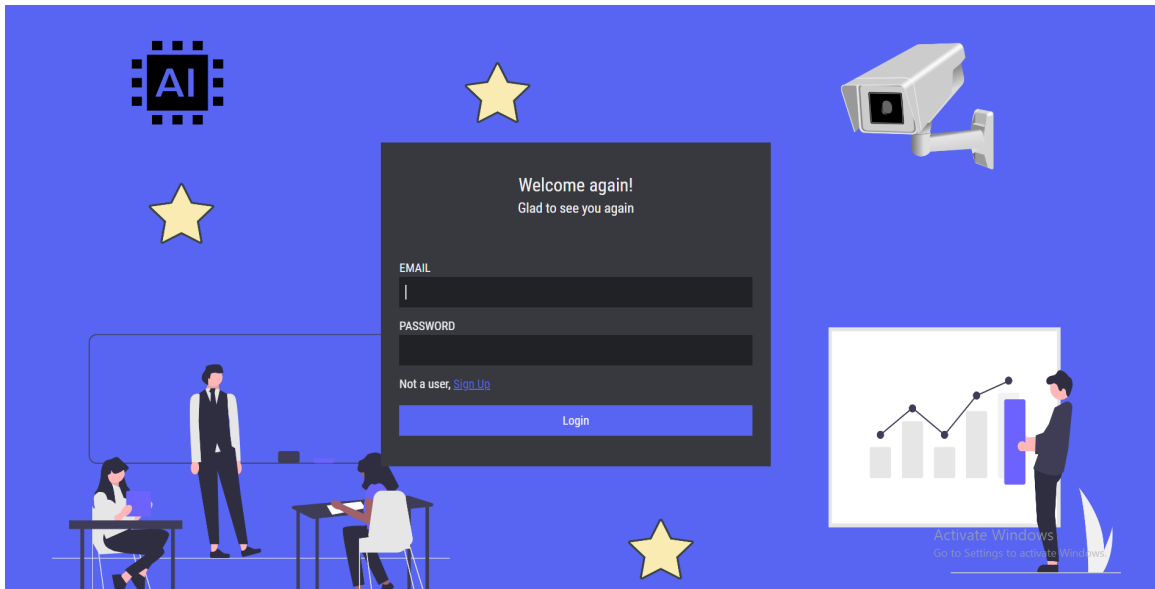 AI
Welcome again!
Glad to see you again
EMAIL
PASSWORD
Not a user, Sign Up
Login
Activate Windows
Go to Settings to activate Windows.